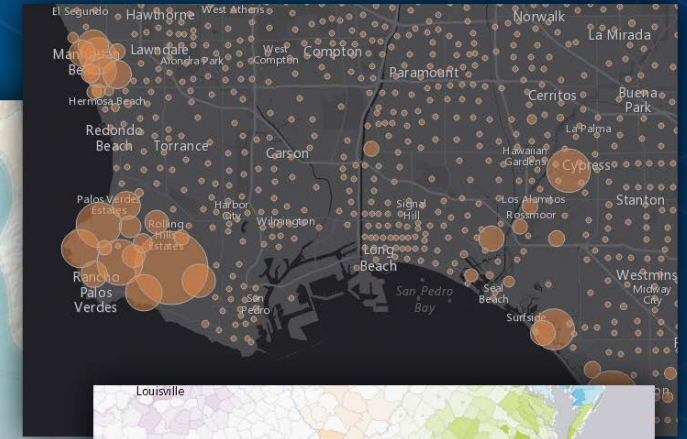 El Segundo
Hawthorne
West Athens
Norwalk
La Mirada
Manhattan
Beach
Lawndale
Alondra Park
West
Compton
Compton
Paramount
Hermosa Beach
Cerritos
Buena
Park
Redondo
Beach
Torrance
Carson
La Palma
Hawaiian
Gardens
Cypress
Palos Verdes
Estates
Rolling
Hills
Estates
Harbor
City
Wilmington
Signal
Hill
Los Alamitos
Rossmoor
Stanton
Long
Beach
Rancho
Palos
Verdes
San
Pedro
San Pedro
Bay
Seal
Beach
Westmins
Midway
City
Surfside
Louisville